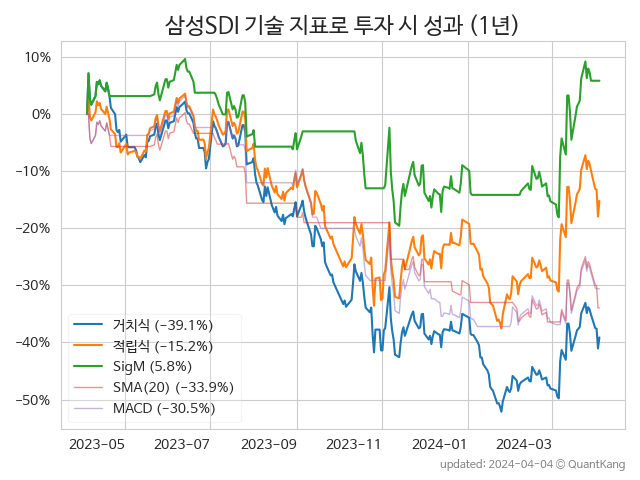 삼성SDI 기술 지표로 투자 시 성과 (1년)
10%
0%
−10%
−20%
−30%
−40%
−50%
거치식 (−39.1%)
적립식 (−15.2%)
SigM (5.8%)
SMA(20) (−33.9%)
MACD (−30.5%)
2023-05 2023-07 2023-09 2023-11 2024-01 2024-03
updated: 2024-04-04 ⓒ QuantKang